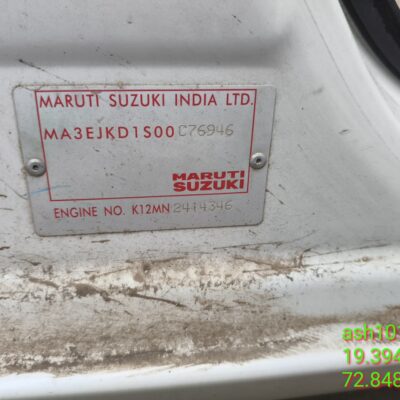 MARUTI SUZUKI INDIA LTD.
MA3EJKD1S00C76946
MARUTI
SUZUKI
ENGINE NO. K12MN2414346
ash10
19.394
72.848